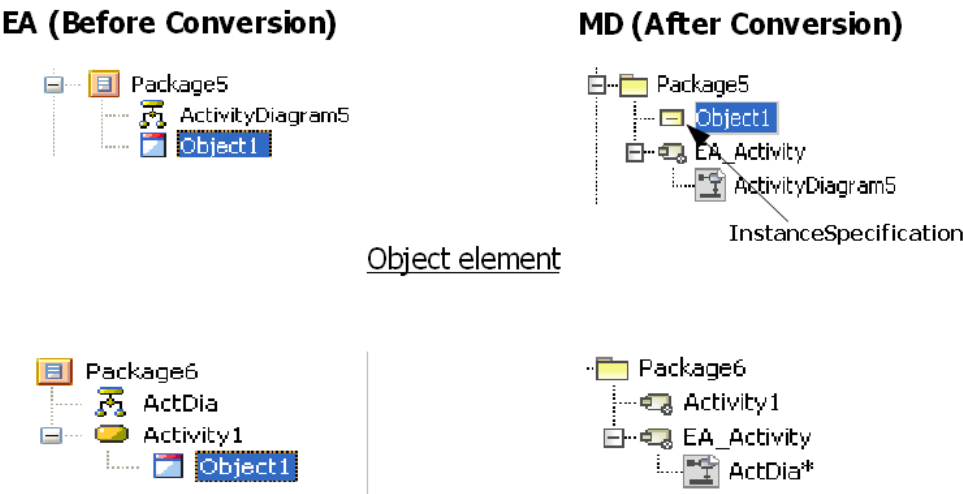 EA (Before Conversion)
MD (After Conversion)
Package5
ActivityDiagram5
Object1
Package5
Object1
EA_Activity
ActivityDiagram5
InstanceSpecification
Object element
Package6
ActDia
Activity1
Object1
Package6
Activity1
EA_Activity
ActDia*